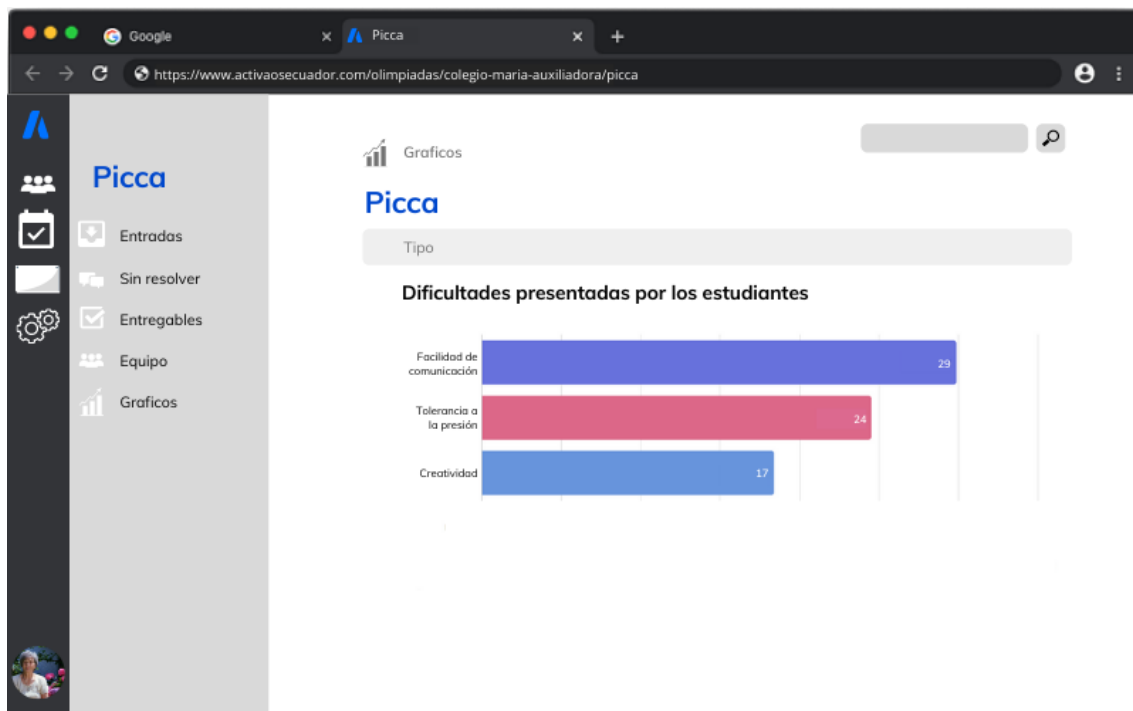 Google
Picca
https://www.activaosecuador.com/olimpiadas/colegio-maria-auxiliadora/picca
Picca
Entradas
Sin resolver
Entregables
Equipo
Graficos
Graficos
Picca
Tipo
Dificultades presentadas por los estudiantes
Facilidad de
comunicación
29
Tolerancia a
la presión
24
Creatividad
17